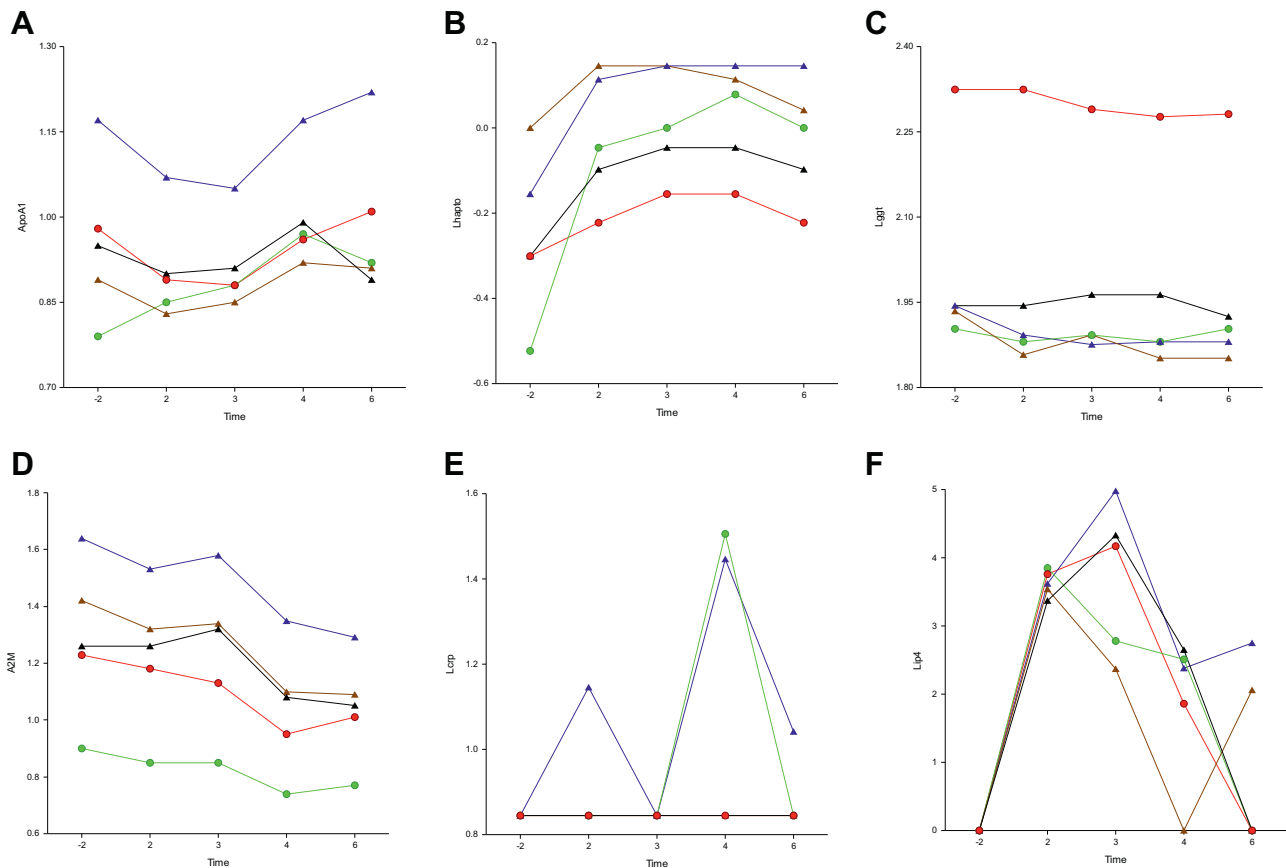 A
1.30
1.15
1.00
0.85
0.70
ApoA1
-2 2 3 4 6
Time
B
0.2
0.0
-0.2
-0.4
-0.6
Lhapto
-2 2 3 4 6
Time
C
2.40
2.25
2.10
1.95
1.80
Lggt
-2 2 3 4 6
Time
D
1.8
1.6
1.4
1.2
1.0
0.8
0.6
A2M
-2 2 3 4 6
Time
E
1.6
1.4
1.2
1.0
0.8
Lcrp
-2 2 3 4 6
Time
F
5
4
3
2
1
0
Lip4
-2 2 3 4 6
Time